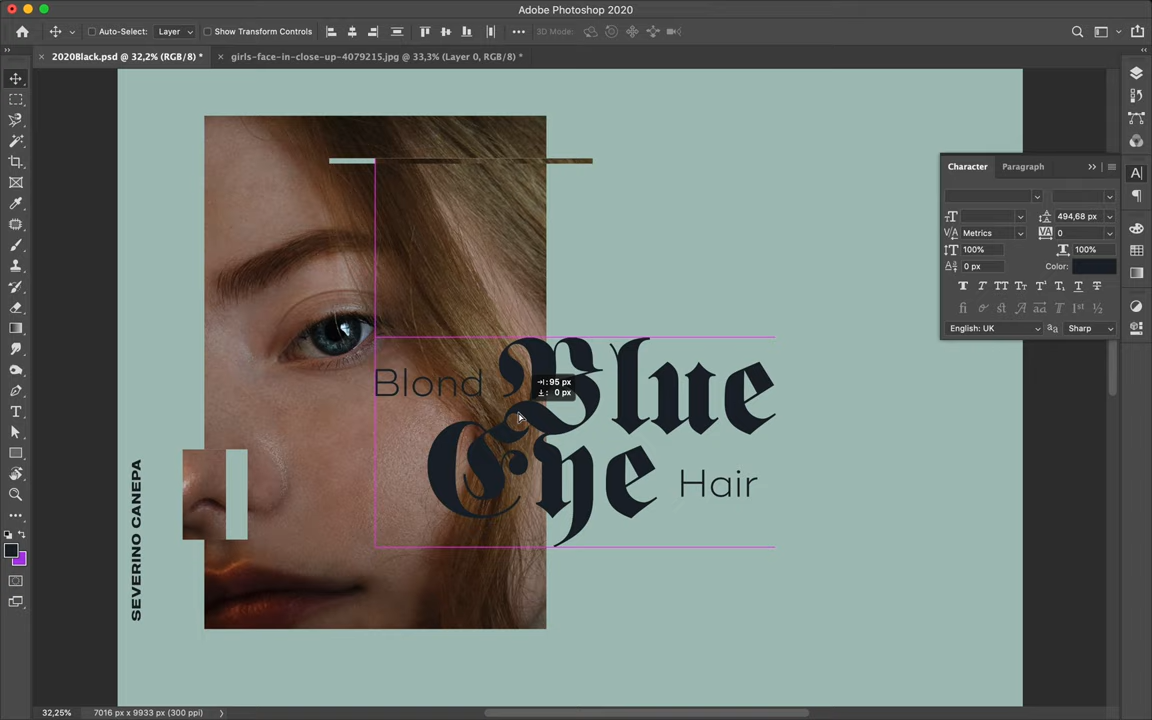 Adobe Photoshop 2020
Auto-Select: Layer Show Transform Controls 3D Mode:
2020Black.psd @ 32,2% (RGB/8) * girls-face-in-close-up-4079215.jpg @ 33,3% (Layer 0, RGB/8) *
Character Paragraph
494,68 px
Metrics 0
100% 100%
0 px Color:
English: UK Sharp
Blond Blue
95 px
0 px
Eye Hair
SEVERINO CANEPA
32,25% 7016 px x 9933 px (300 ppi)